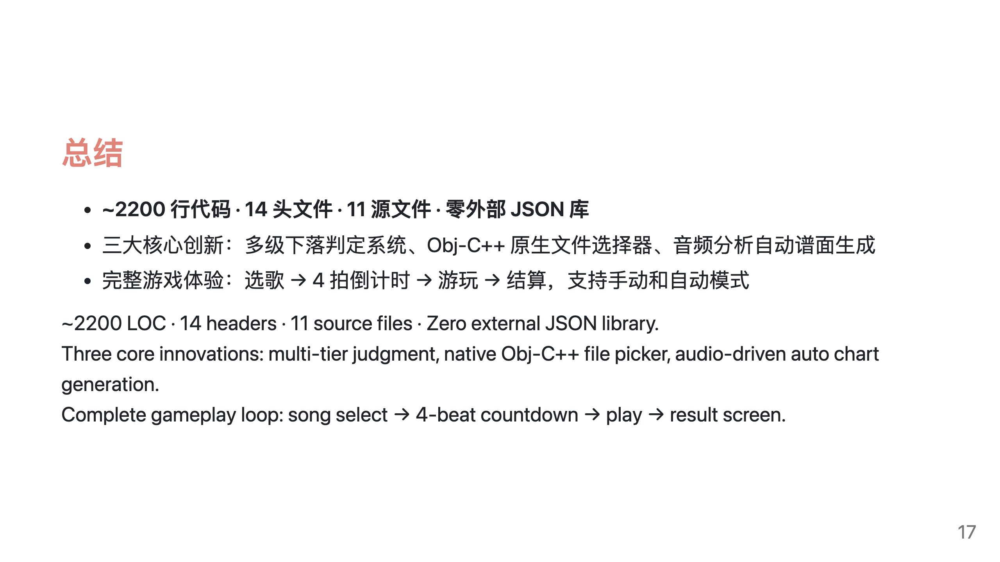 总结
• ~2200 行代码 · 14 头文件 · 11 源文件 · 零外部 JSON 库
• 三大核心创新：多级下落判定系统、Obj-C++ 原生文件选择器、音频分析自动谱面生成
• 完整游戏体验：选歌 → 4 拍倒计时 → 游玩 → 结算，支持手动和自动模式
~2200 LOC · 14 headers · 11 source files · Zero external JSON library.
Three core innovations: multi-tier judgment, native Obj-C++ file picker, audio-driven auto chart
generation.
Complete gameplay loop: song select → 4-beat countdown → play → result screen.
17